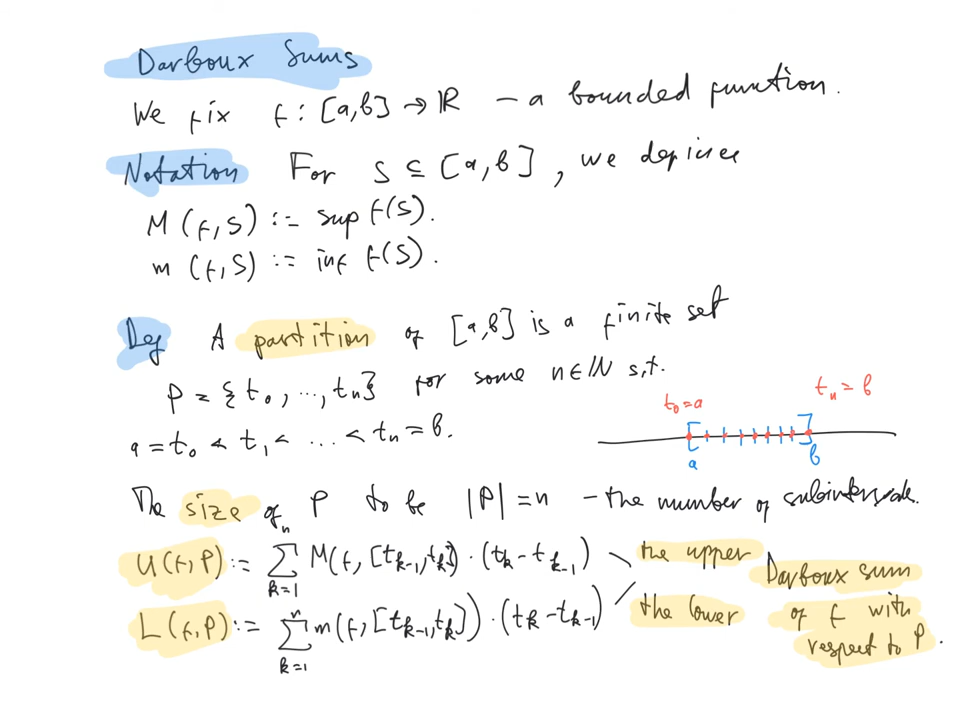 Darboux Sums
We fix f : [a,b] → ℝ – a bounded function.
Notation For S ⊆ [a,b], we define
M (f,S) := sup f(S).
m (f,S) := inf f(S).
Def A partition of [a,b] is a finite set
P = {t₀, ..., tₙ} for some n∈ℕ s.t.
a = t₀ < t₁ < ... < tₙ = b.
t₀=a tₙ = b
a b
The size of P to be |P| = n – the number of subintervals.
U(f,P) := ∑ₖ₌₁ⁿ M(f, [tₖ₋₁,tₖ]) · (tₖ - tₖ₋₁) the upper
L(f,P) := ∑ₖ₌₁ⁿ m(f, [tₖ₋₁,tₖ]) · (tₖ - tₖ₋₁) the lower
Darboux sum
of f with
respect to P.